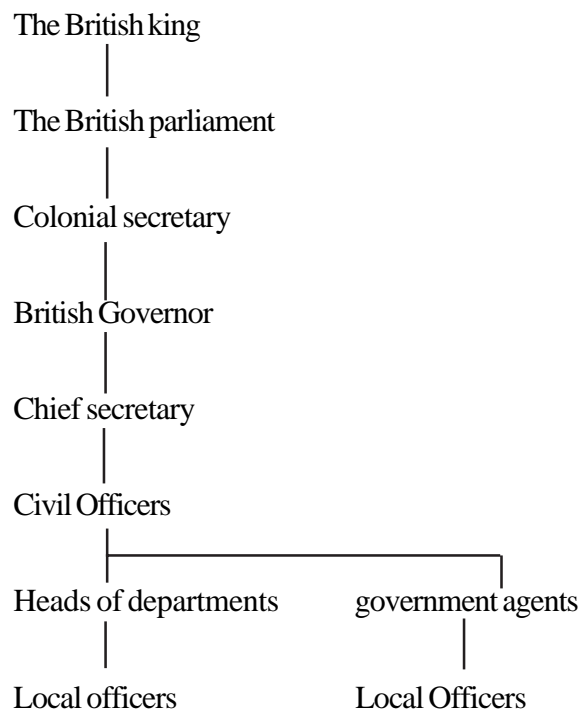 The British king
The British parliament
Colonial secretary
British Governor
Chief secretary
Civil Officers
Heads of departments government agents
Local officers Local Officers